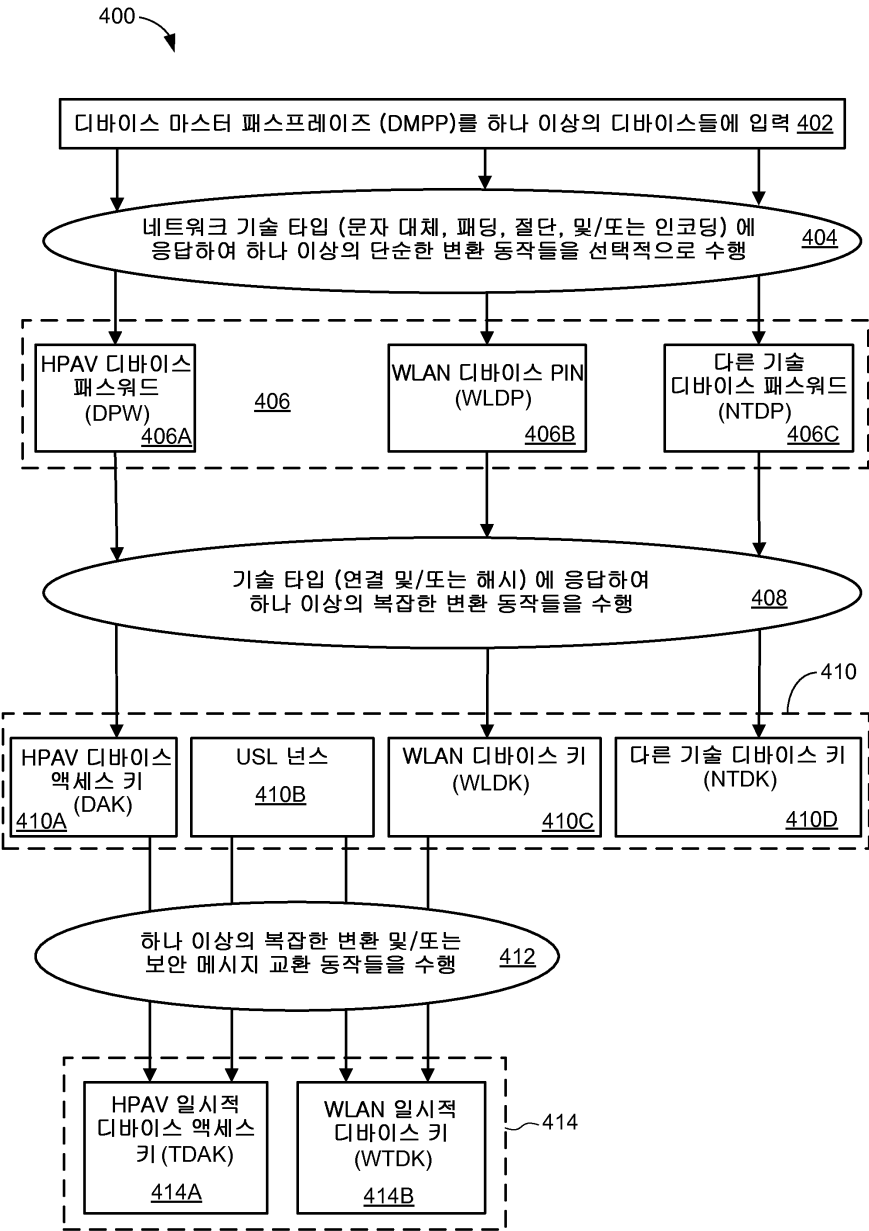 400
디바이스 마스터 패스프레이즈 (DMPP)를 하나 이상의 디바이스들에 입력 402
네트워크 기술 타입 (문자 대체, 패딩, 절단, 및/또는 인코딩) 에
응답하여 하나 이상의 단순한 변환 동작들을 선택적으로 수행
404
HPAV 디바이스
패스워드
(DPW)
406A
406
WLAN 디바이스 PIN
(WLDP)
406B
다른 기술
디바이스 패스워드
(NTDP)
406C
기술 타입 (연결 및/또는 해시) 에 응답하여
하나 이상의 복잡한 변환 동작들을 수행
408
410
HPAV 디바이스
액세스 키
(DAK)
410A
USL 넌스
410B
WLAN 디바이스 키
(WLDK)
410C
다른 기술 디바이스 키
(NTDK)
410D
하나 이상의 복잡한 변환 및/또는
보안 메시지 교환 동작들을 수행
412
HPAV 일시적
디바이스 액세스
키 (TDAK)
414A
WLAN 일시적
디바이스 키
(WTDK)
414B
414